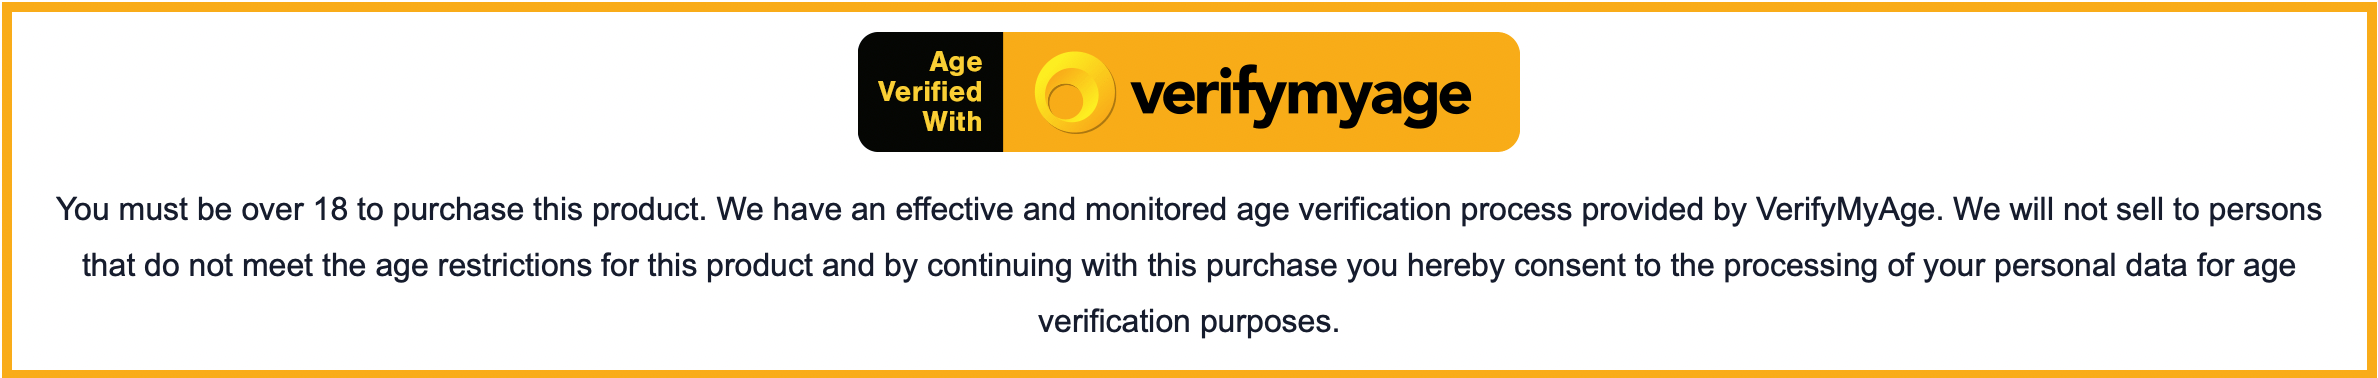 Age
Verified
With
verifymyage
You must be over 18 to purchase this product. We have an effective and monitored age verification process provided by VerifyMyAge. We will not sell to persons
that do not meet the age restrictions for this product and by continuing with this purchase you hereby consent to the processing of your personal data for age
verification purposes.